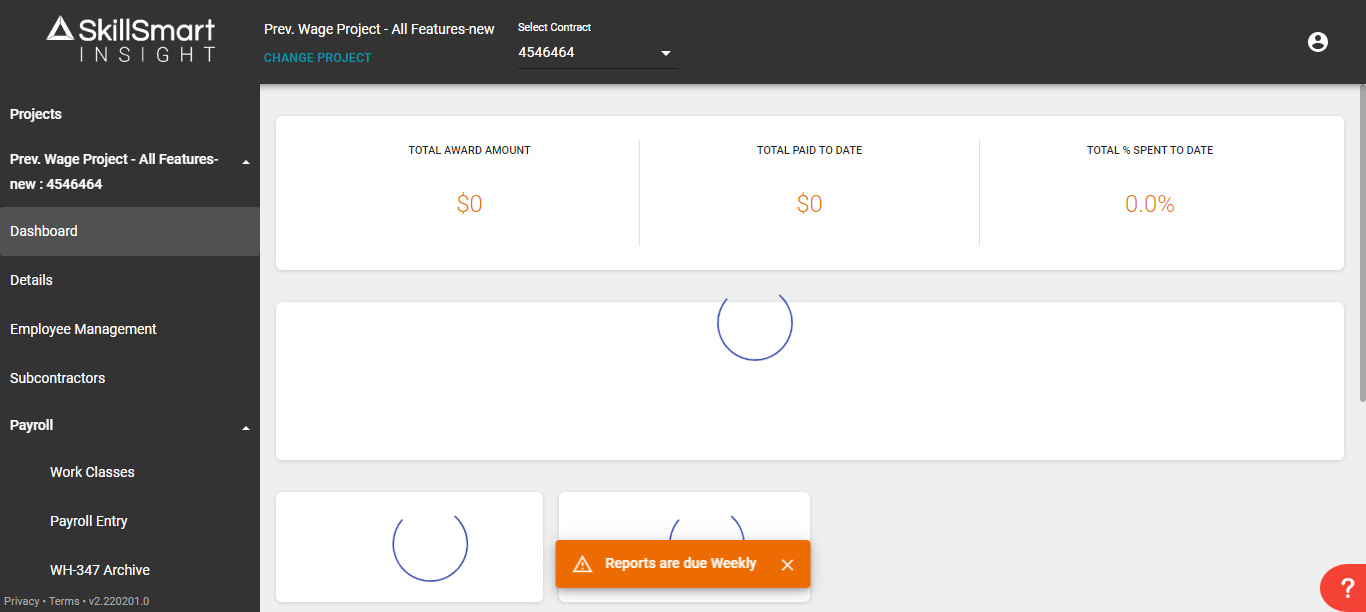 SkillSmart
INSIGHT
Prev. Wage Project - All Features-new
CHANGE PROJECT
Select Contract
4546464
Projects
Prev. Wage Project - All Features-
new : 4546464
Dashboard
Details
Employee Management
Subcontractors
Payroll
Work Classes
Payroll Entry
WH-347 Archive
Privacy • Terms • v2.220201.0
TOTAL AWARD AMOUNT
$0
TOTAL PAID TO DATE
$0
TOTAL % SPENT TO DATE
0.0%
Reports are due Weekly
?